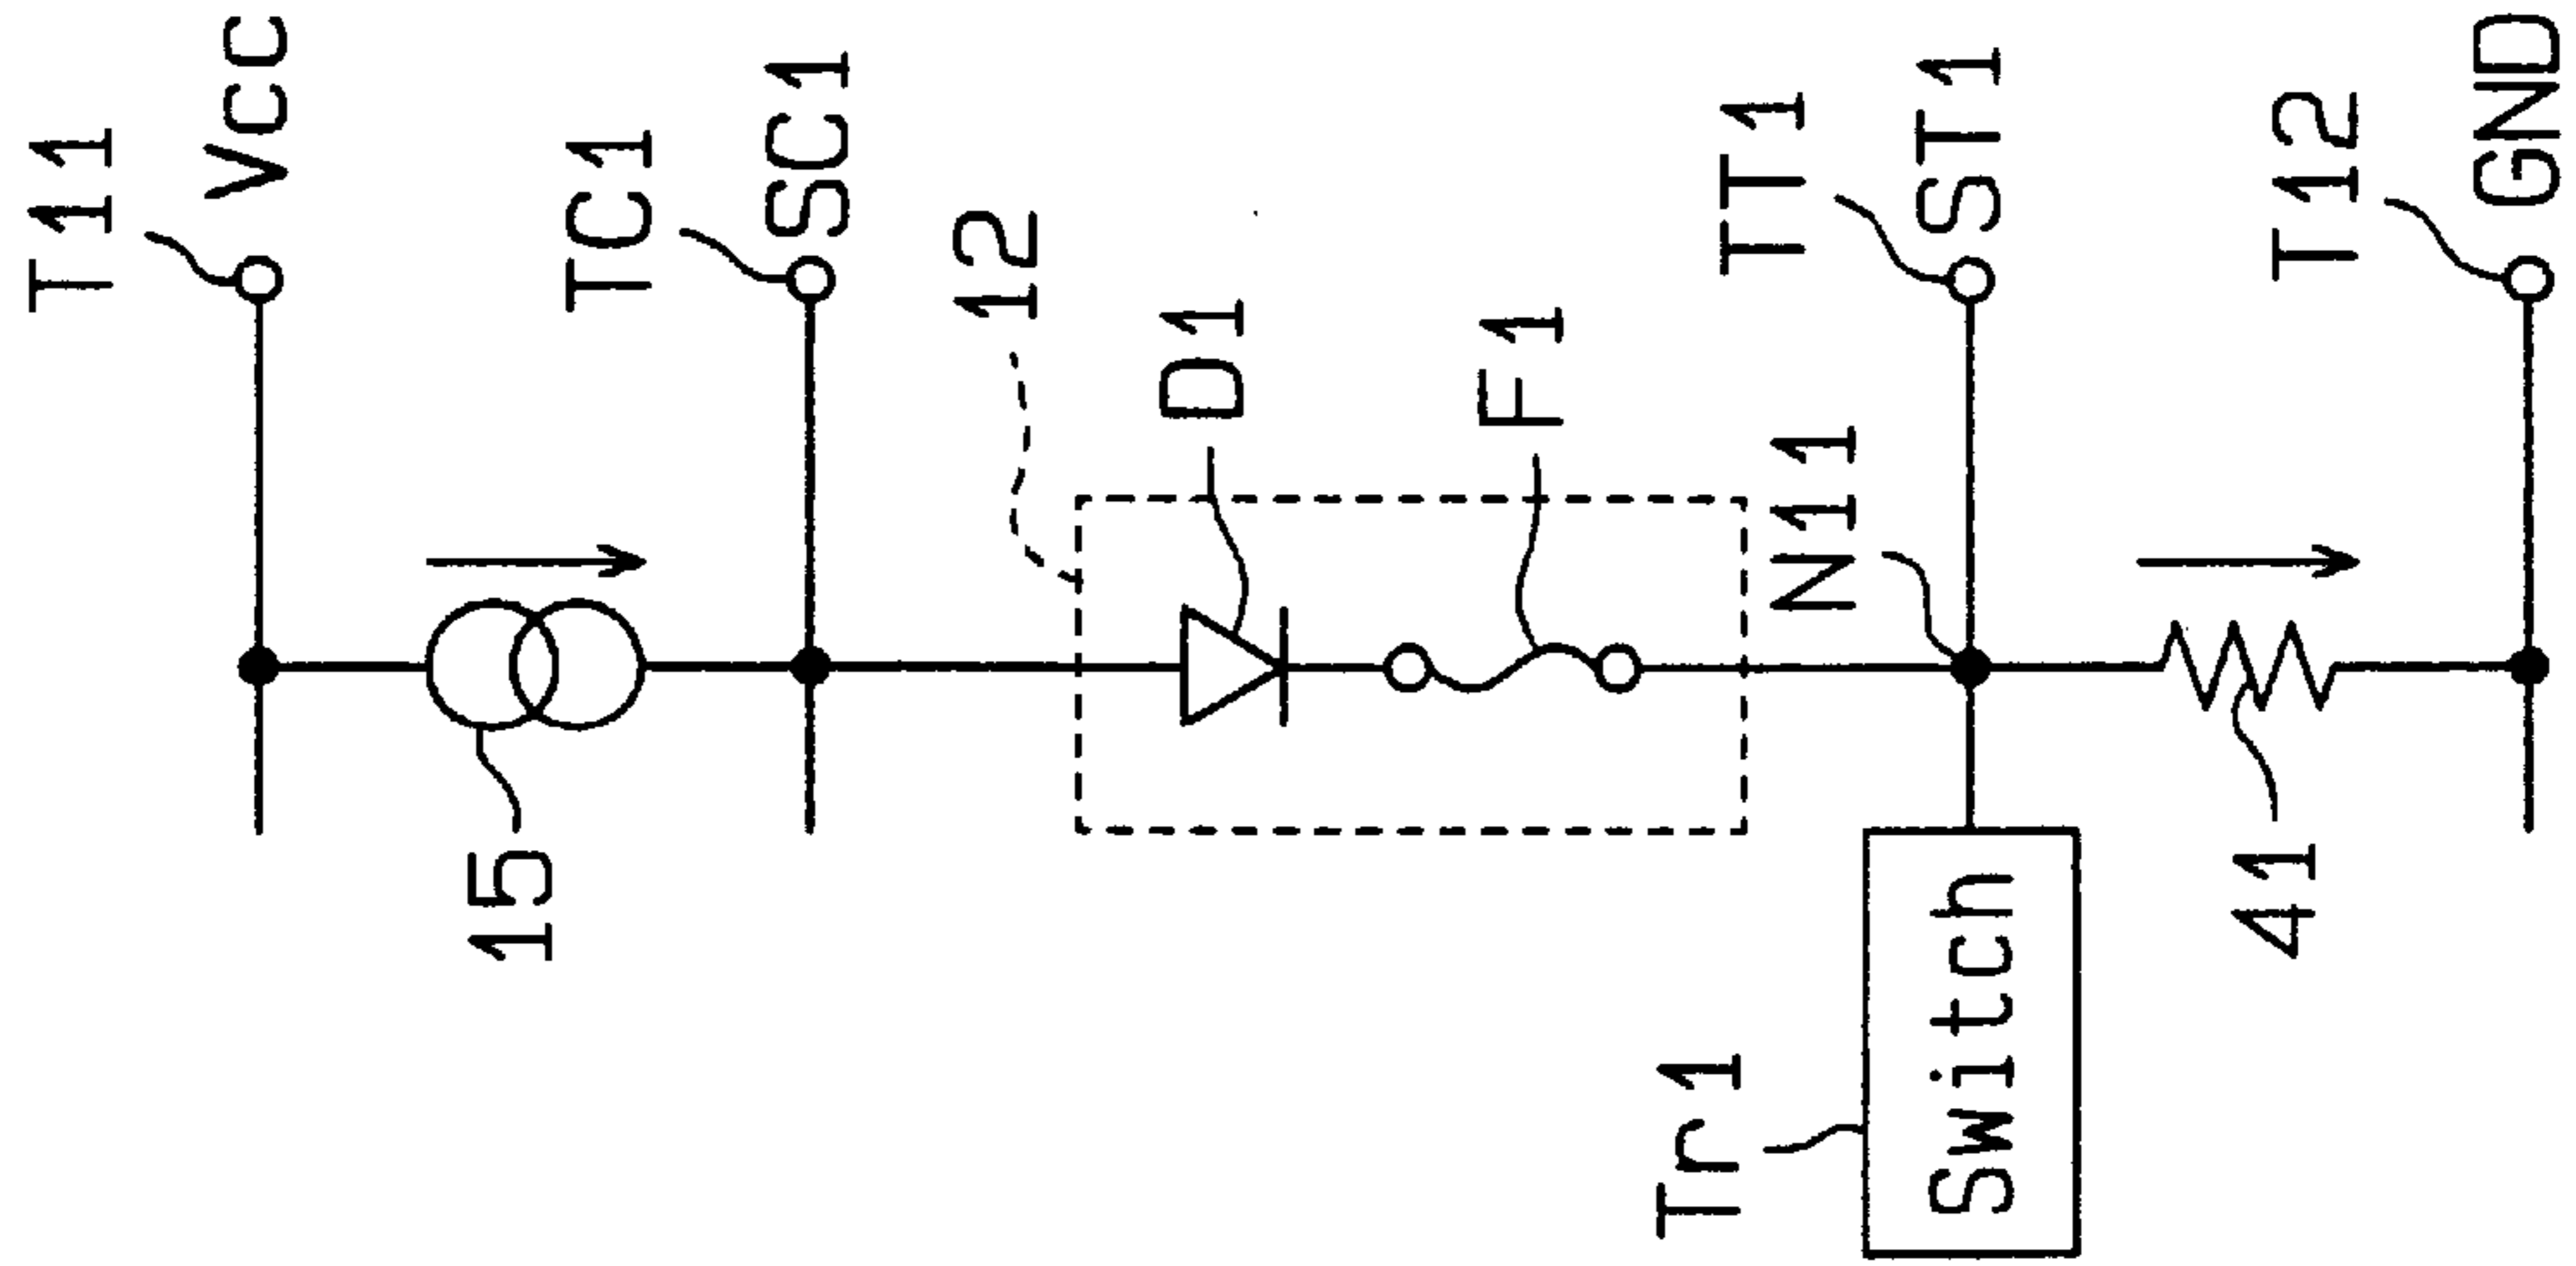 T11
Vcc
TC1
SC1
12
D1
F1
N11
TT1
ST1
T12
GND
15
Tr1
Switch
41